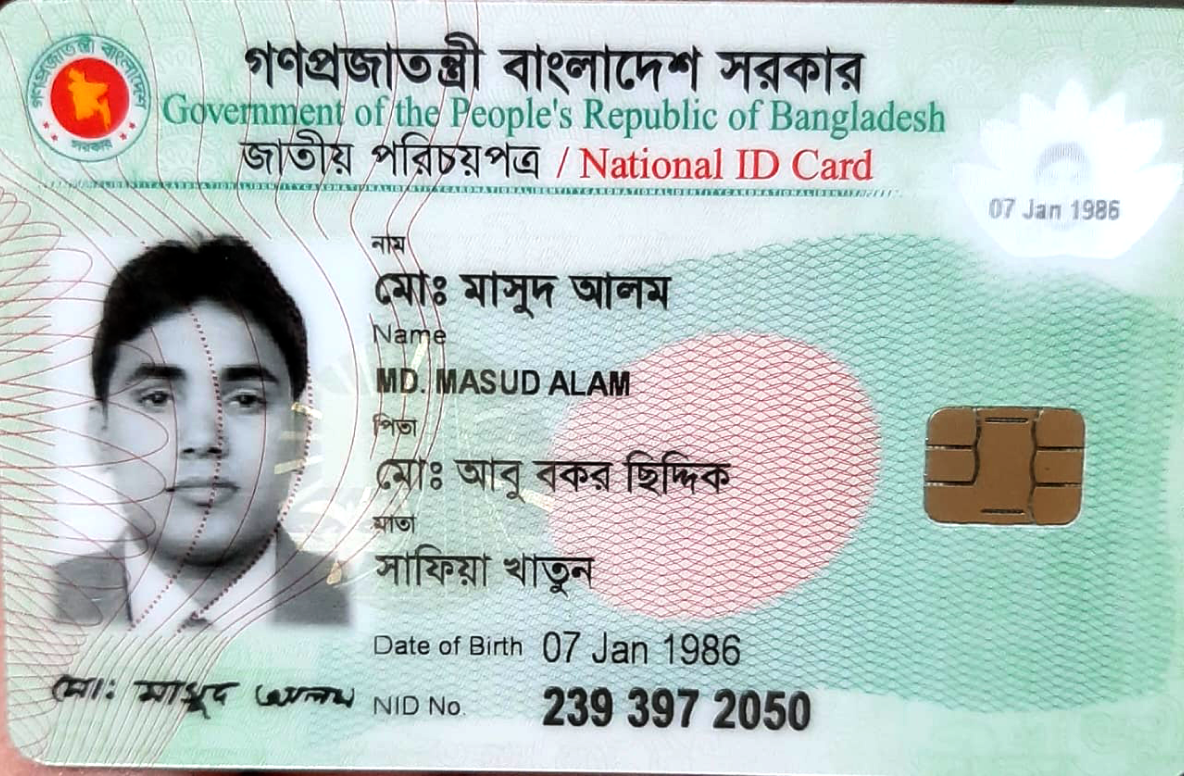 গণপ্রজাতন্ত্রী বাংলাদেশ সরকার
Government of the People's Republic of Bangladesh
জাতীয় পরিচয়পত্র / National ID Card
07 Jan 1986
নাম
মোঃ মাসুদ আলম
Name
MD. MASUD ALAM
পিতা
মোঃ আবু বকর ছিদ্দিক
মাতা
সাফিয়া খাতুন
Date of Birth 07 Jan 1986
মো: মাসুদ আলম
NID No. 239 397 2050